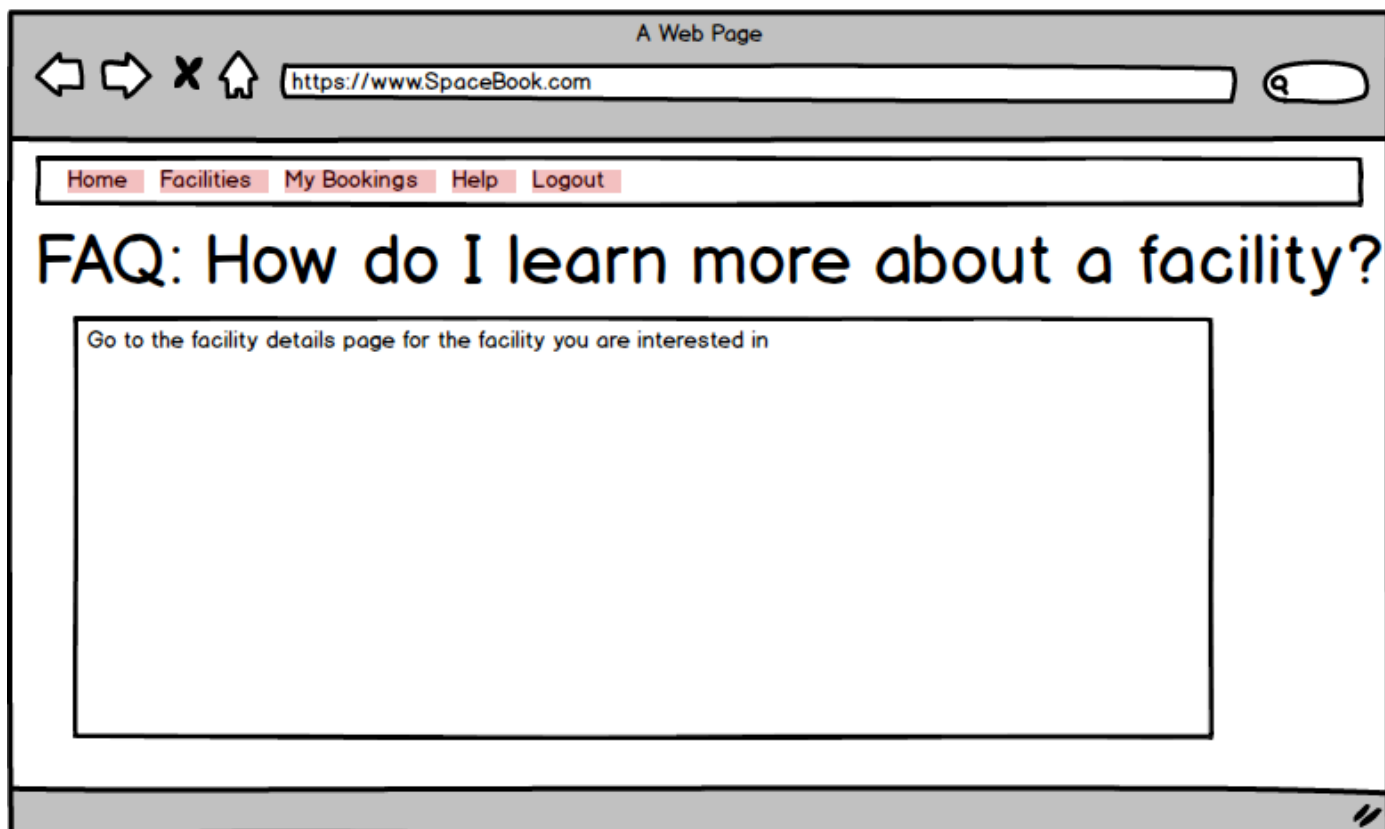 A Web Page
https://www.SpaceBook.com
Home Facilities My Bookings Help Logout
FAQ: How do I learn more about a facility?
Go to the facility details page for the facility you are interested in